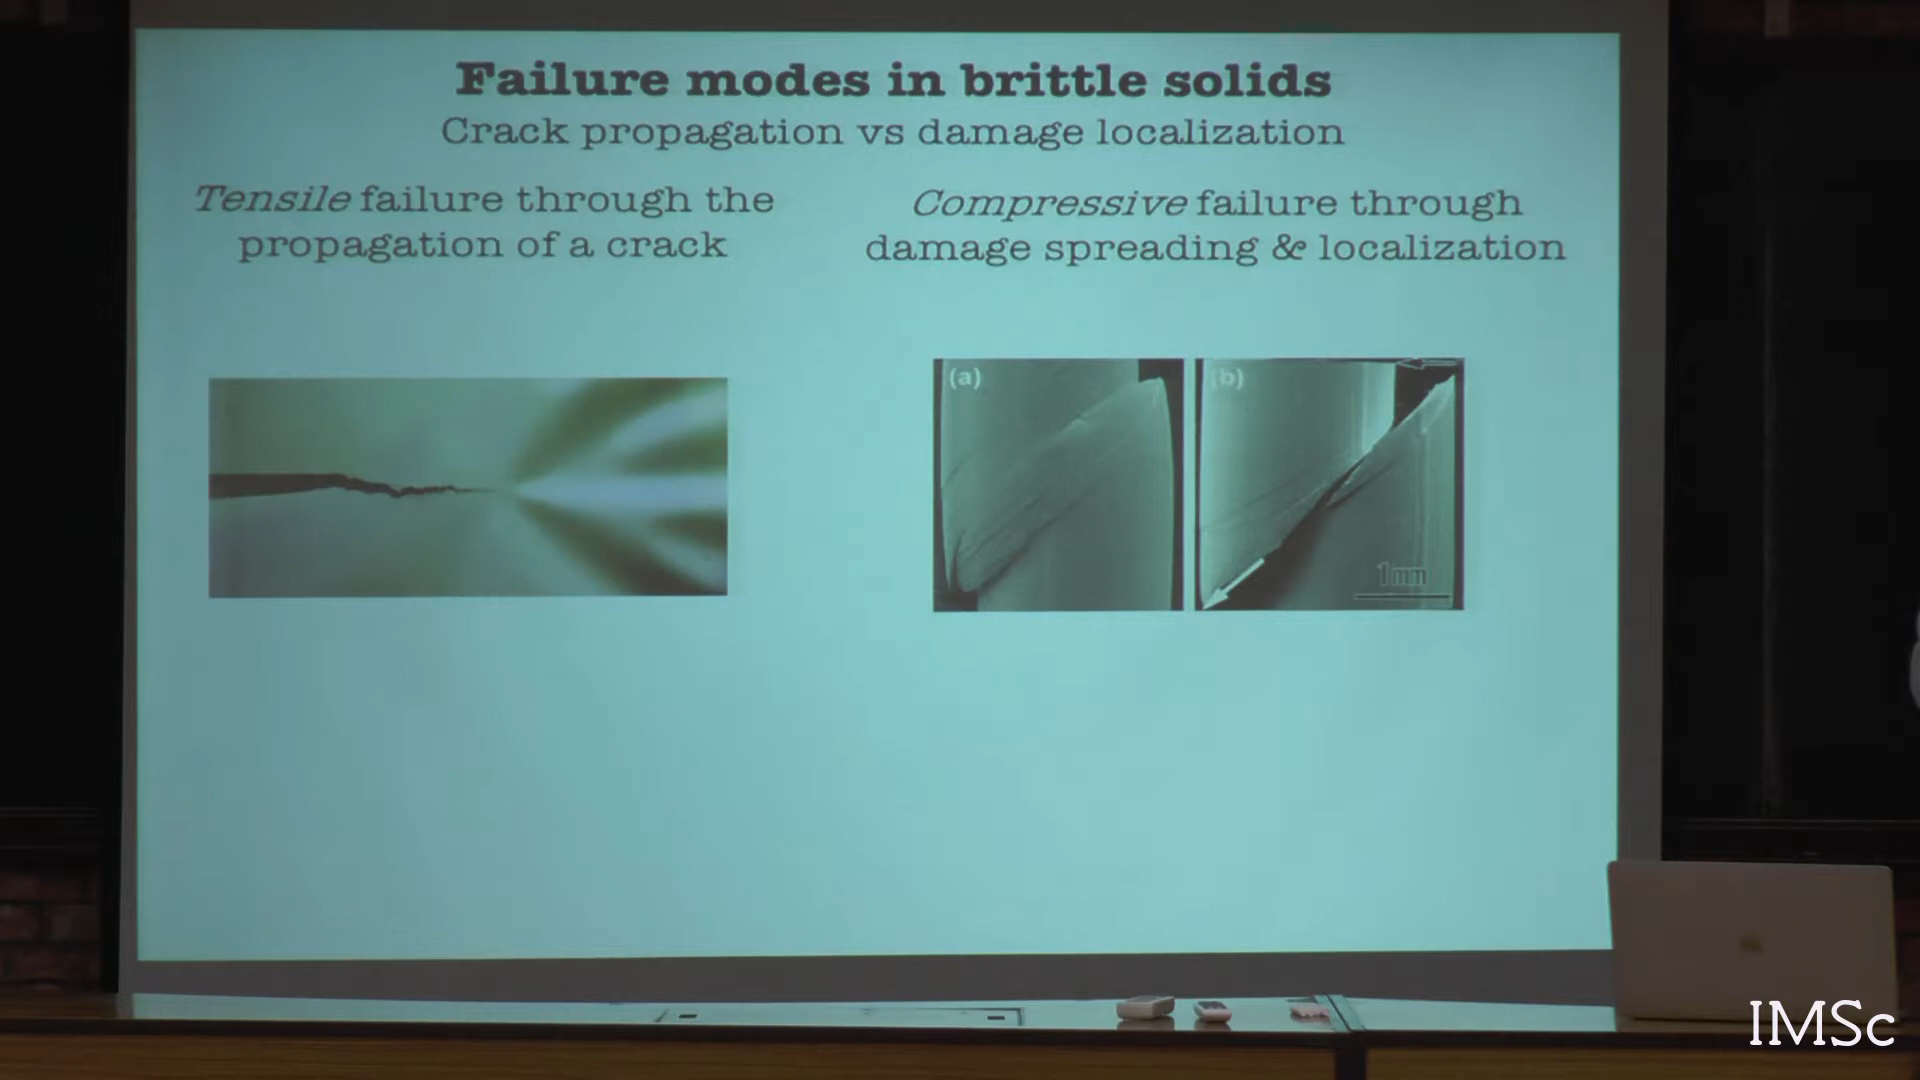 Failure modes in brittle solids
Crack propagation vs damage localization
Tensile failure through the
propagation of a crack
Compressive failure through
damage spreading & localization
(a)
(b)
1mm
IMSc